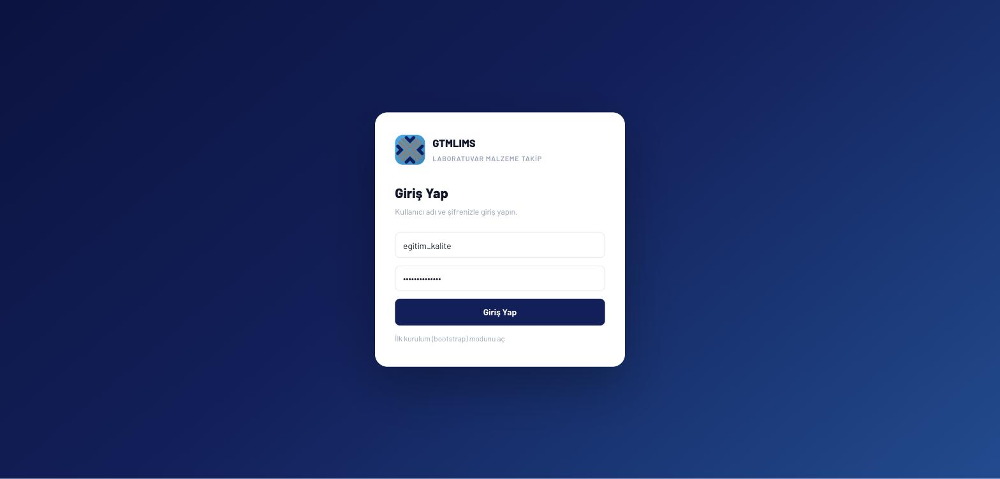 GTMLIMS
LABORATUVAR MALZEME TAKİP
Giriş Yap
Kullanıcı adı ve şifrenizle giriş yapın.
egitim_kalite
••••••••••••••
Giriş Yap
İlk kurulum (bootstrap) modunu aç